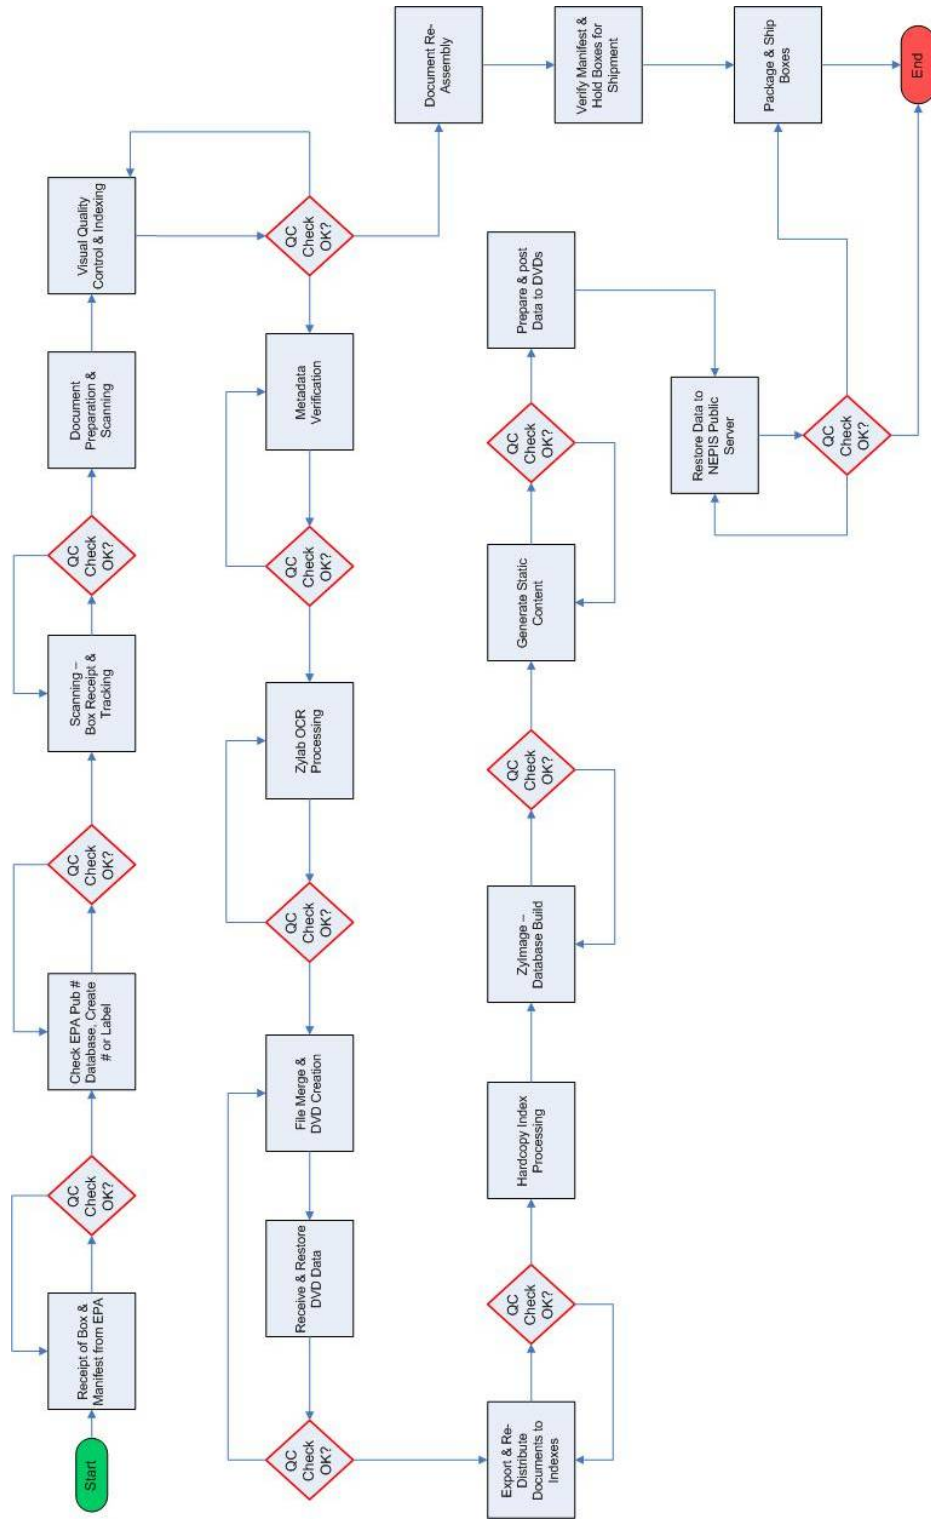 Start
Receipt of Box &
Manifest from EPA
QC
Check
OK?
Check EPA Pub #
Database, Create
# or Label
QC
Check
OK?
Scanning –
Box Receipt &
Tracking
QC
Check
OK?
Document
Preparation &
Scanning
Visual Quality
Control & Indexing
QC
Check
OK?
Metadata
Verification
QC
Check
OK?
Zylab OCR
Processing
QC
Check
OK?
File Merge &
DVD Creation
Receive & Restore
DVD Data
QC
Check
OK?
Export & Re-
Distribute
Documents to
Indexes
QC
Check
OK?
Hardcopy Index
Processing
ZyImage –
Database Build
QC
Check
OK?
Generate Static
Content
QC
Check
OK?
Prepare & post
Data to DVDs
Restore Data to
NEPIS Public
Server
QC
Check
OK?
Document Re-
Assembly
Verify Manifest &
Hold Boxes for
Shipment
Package & Ship
Boxes
End